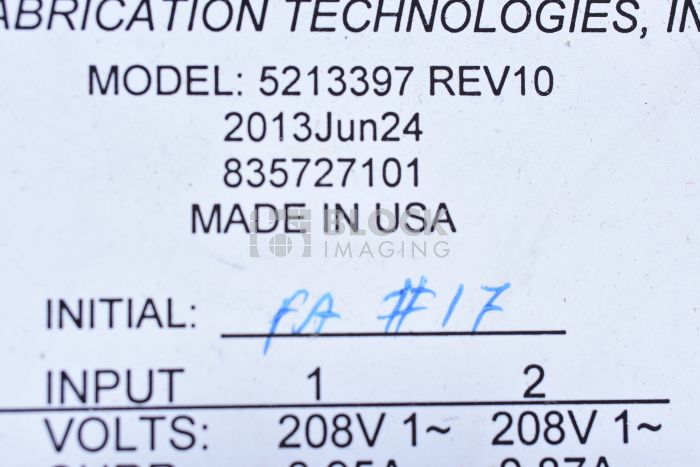 ABRICATION TECHNOLOGIES, IN
MODEL: 5213397 REV10
2013Jun24
835727101
MADE IN USA
BLOCK
IMAGING
INITIAL: FA #17
INPUT 1 2
VOLTS: 208V 1~ 208V 1~